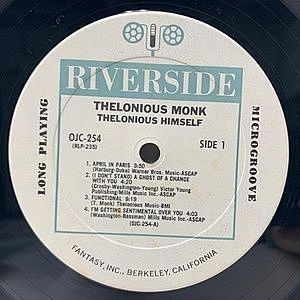 RIVERSIDE
THELONIOUS MONK
THELONIOUS HIMSELF
OJC-254
(RLP-235)
SIDE 1
LONG PLAYING
MICROGROOVE
1. APRIL IN PARIS 3:50
(Harburg-Duke) Warner Bros. Music-ASCAP
2. (I DON'T STAND) A GHOST OF A CHANCE
WITH YOU 4:20
(Crosby-Washington-Young) Victor Young
Publishing/Mills Music Inc.-ASCAP
3. FUNCTIONAL 9:19
(T. Monk) Thelonious Music-BMI
4. I'M GETTING SENTIMENTAL OVER YOU 4:03
(Washington-Bassman) Mills Music Inc.-ASCAP
(OJC-254-A)
FANTASY, INC., BERKELEY, CALIFORNIA